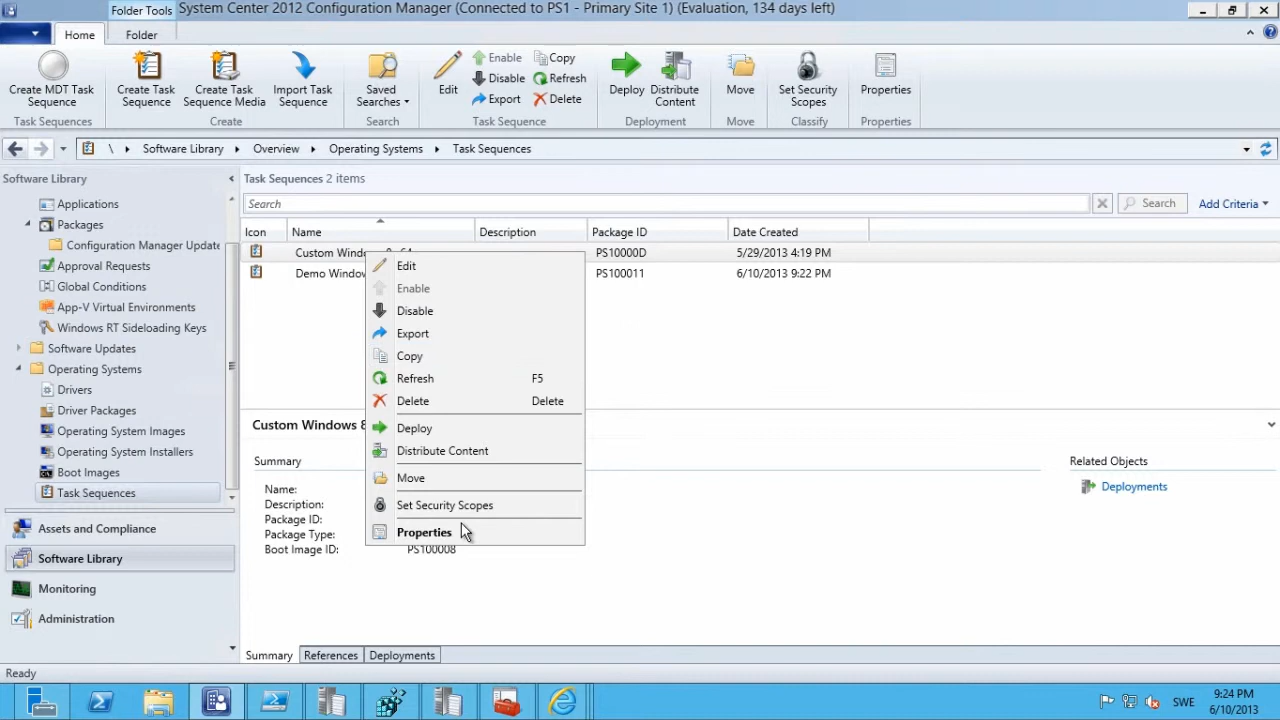 Folder Tools
System Center 2012 Configuration Manager (Connected to PS1 - Primary Site 1) (Evaluation, 134 days left)
Home
Folder
Create MDT Task Sequence
Create Task Sequence
Create Task Sequence Media
Import Task Sequence
Saved Searches
Edit
Enable
Disable
Export
Copy
Refresh
Delete
Deploy
Distribute Content
Move
Set Security Scopes
Properties
Task Sequences
Create
Search
Task Sequence
Deployment
Move
Classify
Properties
\ Software Library Overview Operating Systems Task Sequences
Software Library
Applications
Packages
Configuration Manager Update
Approval Requests
Global Conditions
App-V Virtual Environments
Windows RT Sideloading Keys
Software Updates
Operating Systems
Drivers
Driver Packages
Operating System Images
Operating System Installers
Boot Images
Task Sequences
Assets and Compliance
Software Library
Monitoring
Administration
Task Sequences 2 items
Search
Search
Add Criteria
Icon Name Description Package ID Date Created
Custom PS10000D 5/29/2013 4:19 PM
Demo PS100011 6/10/2013 9:22 PM
Edit
Enable
Disable
Export
Copy
Refresh F5
Delete Delete
Deploy
Distribute Content
Move
Set Security Scopes
Properties
Custom Windows 8
Summary
Name:
Description:
Package ID:
Package Type:
Boot Image ID: PS100008
Related Objects
Deployments
Summary References Deployments
Ready
SWE
9:24 PM
6/10/2013